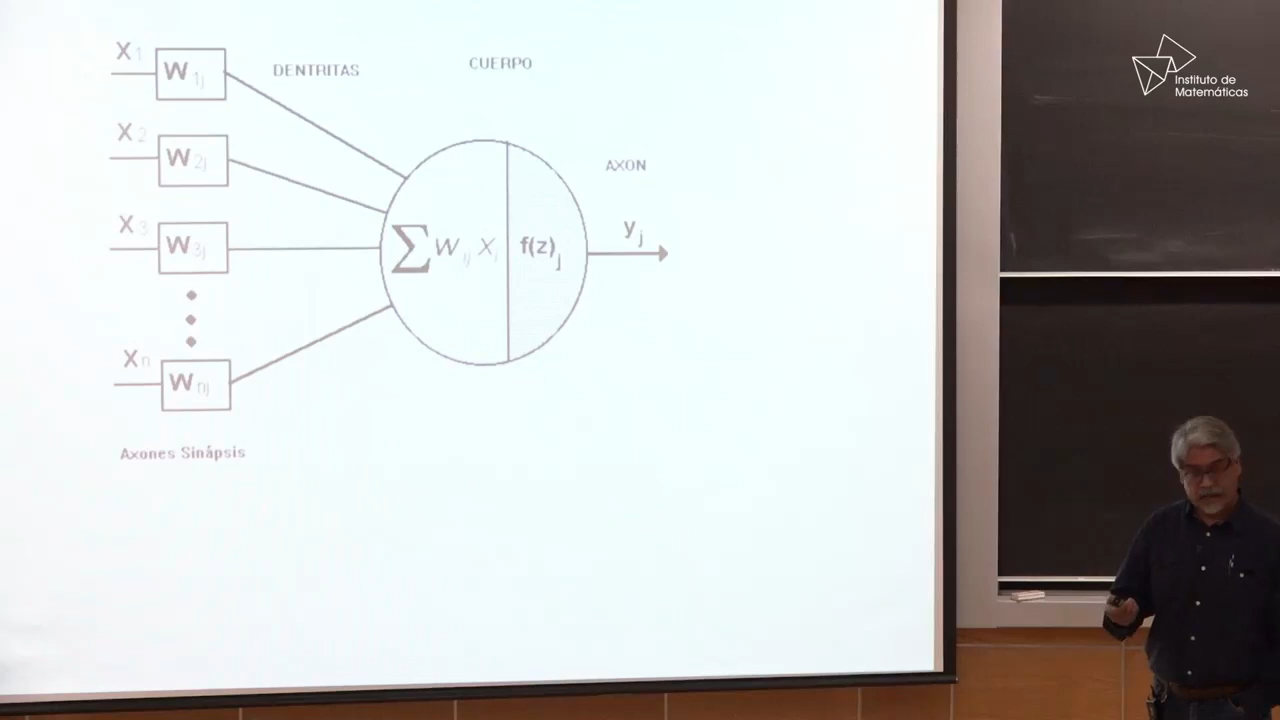 X1
W1j
DENTRITAS
CUERPO
X2
W2j
AXON
X3
W3j
∑ Wij Xi
f(z)j
yj
Xn
Wnj
Axones Sinápsis
Instituto de
Matemáticas